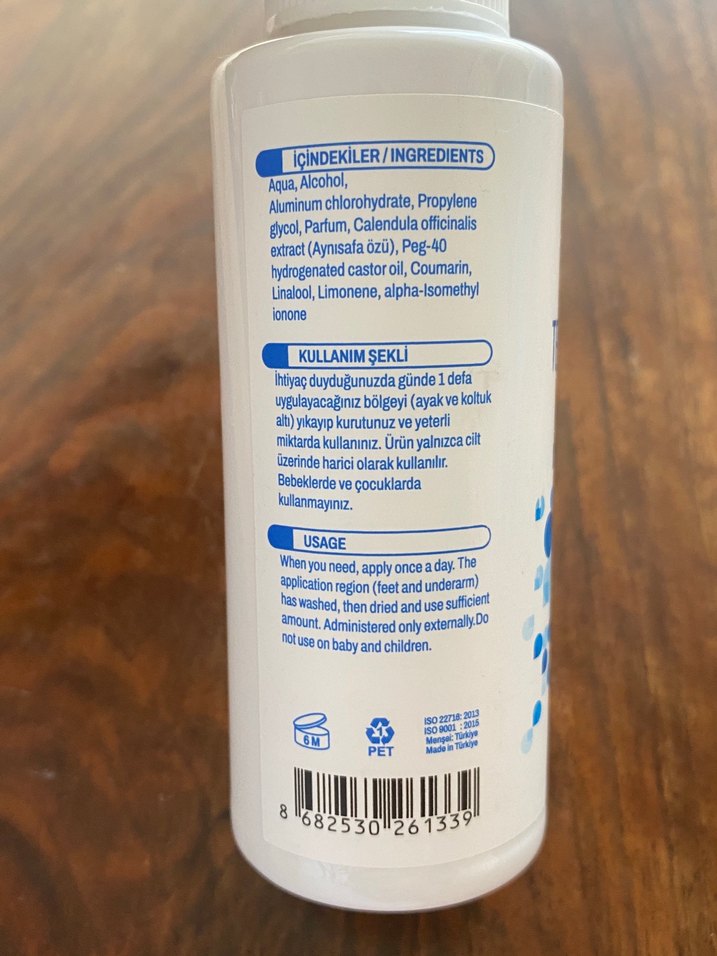 İÇİNDEKİLER / INGREDIENTS
Aqua, Alcohol,
Aluminum chlorohydrate, Propylene
glycol, Parfum, Calendula officinalis
extract (Aynısafa özü), Peg-40
hydrogenated castor oil, Coumarin,
Linalool, Limonene, alpha-Isomethyl
ionone
KULLANIM ŞEKLİ
İhtiyaç duyduğunuzda günde 1 defa
uygulayacağınız bölgeyi (ayak ve koltuk
altı) yıkayıp kurutunuz ve yeterli
miktarda kullanınız. Ürün yalnızca cilt
üzerinde harici olarak kullanılır.
Bebeklerde ve çocuklarda
kullanmayınız.
USAGE
When you need, apply once a day. The
application region (feet and underarm)
has washed, then dried and use sufficient
amount. Administered only externally.Do
not use on baby and children.
6 M
1
PET
ISO 22716: 2013
ISO 9001 : 2015
Menşei: Türkiye
Made in Türkiye
8 682530 261339